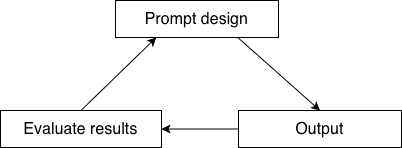 Prompt design
Evaluate results
Output